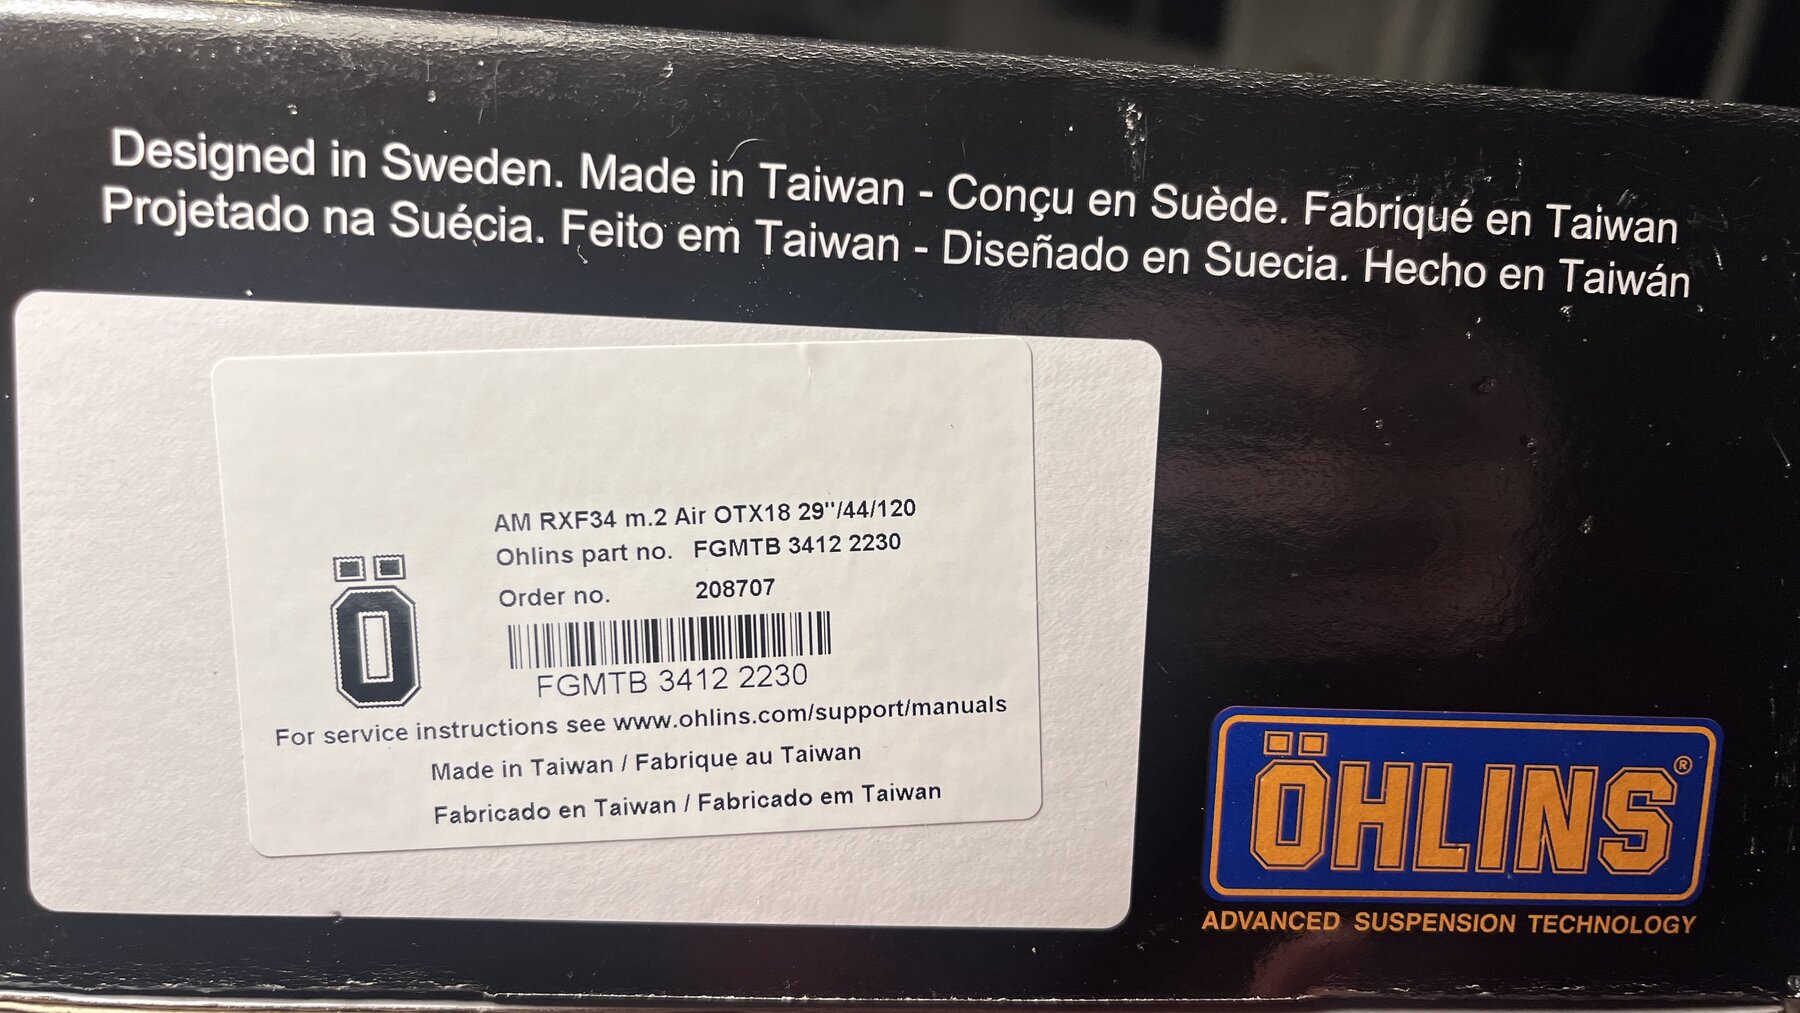 Designed in Sweden. Made in Taiwan - Conçu en Suède. Fabriqué en Taiwan
Projetado na Suécia. Feito em Taiwan - Diseñado en Suecia. Hecho en Taiwán
AM RXF34 m.2 Air OTX18 29"/44/120
Ohlins part no. FGMTB 3412 2230
Order no. 208707
FGMTB 3412 2230
Ö
For service instructions see www.ohlins.com/support/manuals
Made in Taiwan / Fabrique au Taiwan
Fabricado en Taiwan / Fabricado em Taiwan
ÖHLINS®
ADVANCED SUSPENSION TECHNOLOGY